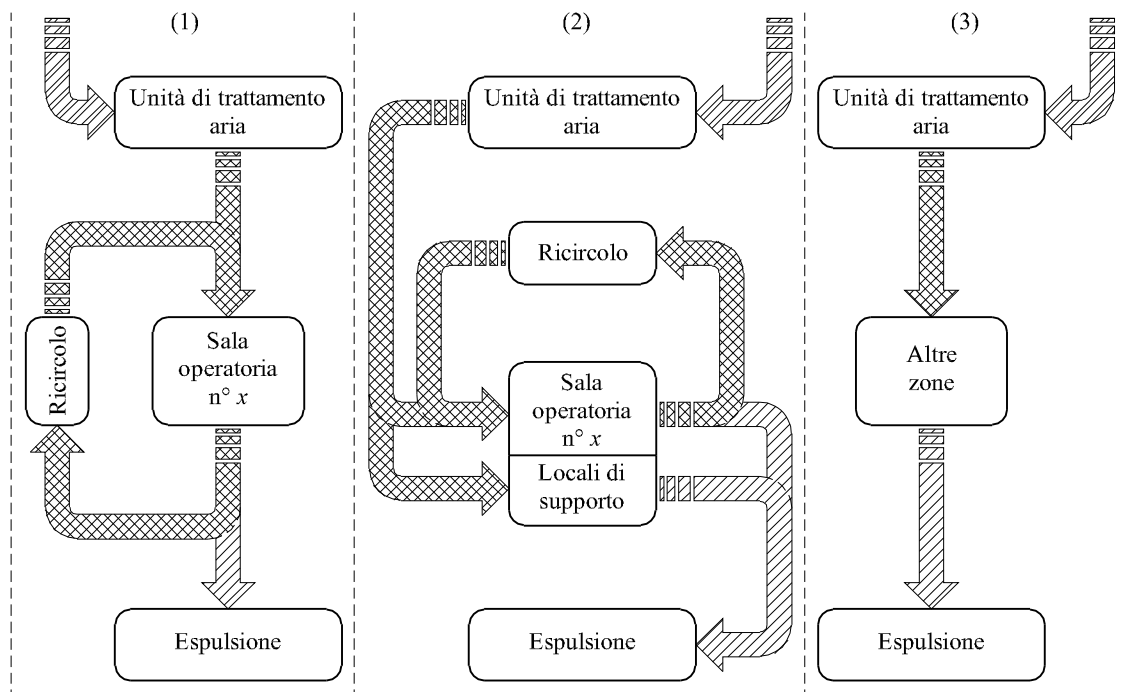 (1)
Unità di trattamento
aria
Ricircolo
Sala
operatoria
n° x
Espulsione
(2)
Unità di trattamento
aria
Ricircolo
Sala
operatoria
n° x
Locali di
supporto
Espulsione
(3)
Unità di trattamento
aria
Altre
zone
Espulsione